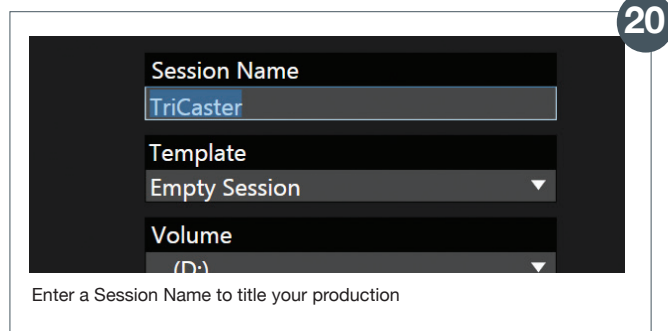 20
Session Name
TriCaster
Template
Empty Session
Volume
(D:)
Enter a Session Name to title your production